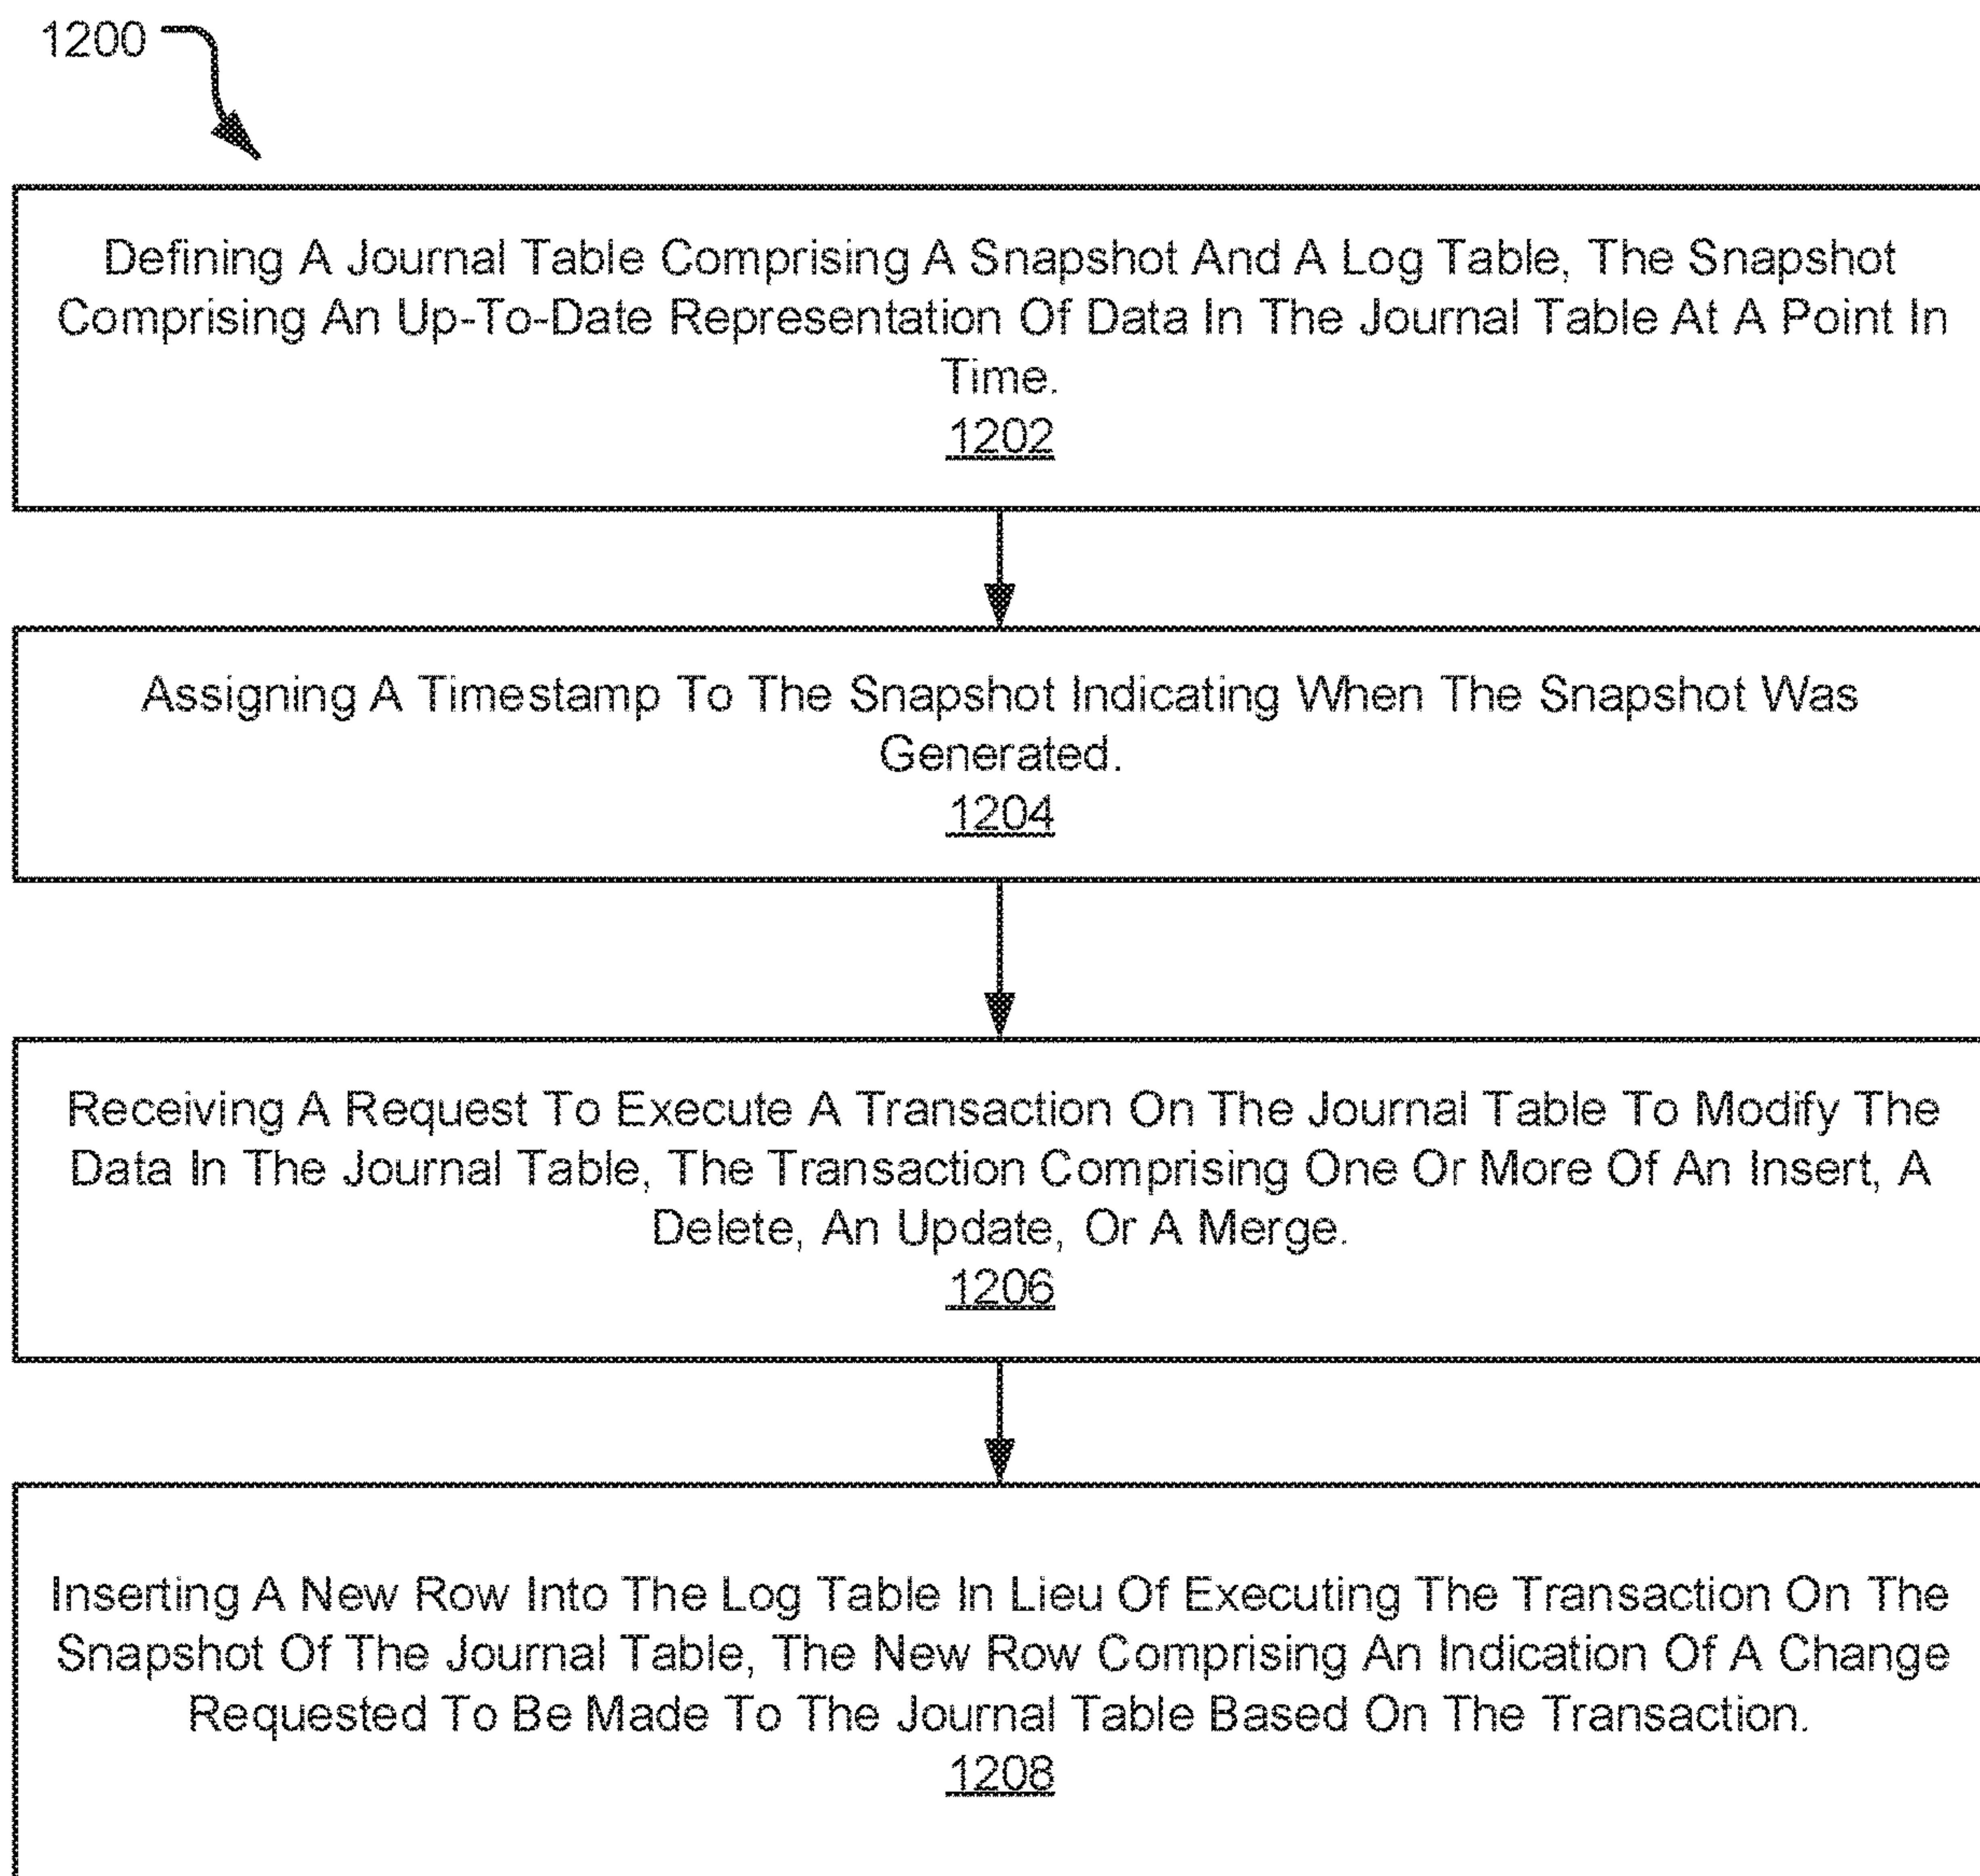 1200
Defining A Journal Table Comprising A Snapshot And A Log Table, The Snapshot
Comprising An Up-To-Date Representation Of Data In The Journal Table At A Point In
Time.
1202
Assigning A Timestamp To The Snapshot Indicating When The Snapshot Was
Generated.
1204
Receiving A Request To Execute A Transaction On The Journal Table To Modify The
Data In The Journal Table, The Transaction Comprising One Or More Of An Insert, A
Delete, An Update, Or A Merge.
1206
Inserting A New Row Into The Log Table In Lieu Of Executing The Transaction On The
Snapshot Of The Journal Table, The New Row Comprising An Indication Of A Change
Requested To Be Made To The Journal Table Based On The Transaction.
1208